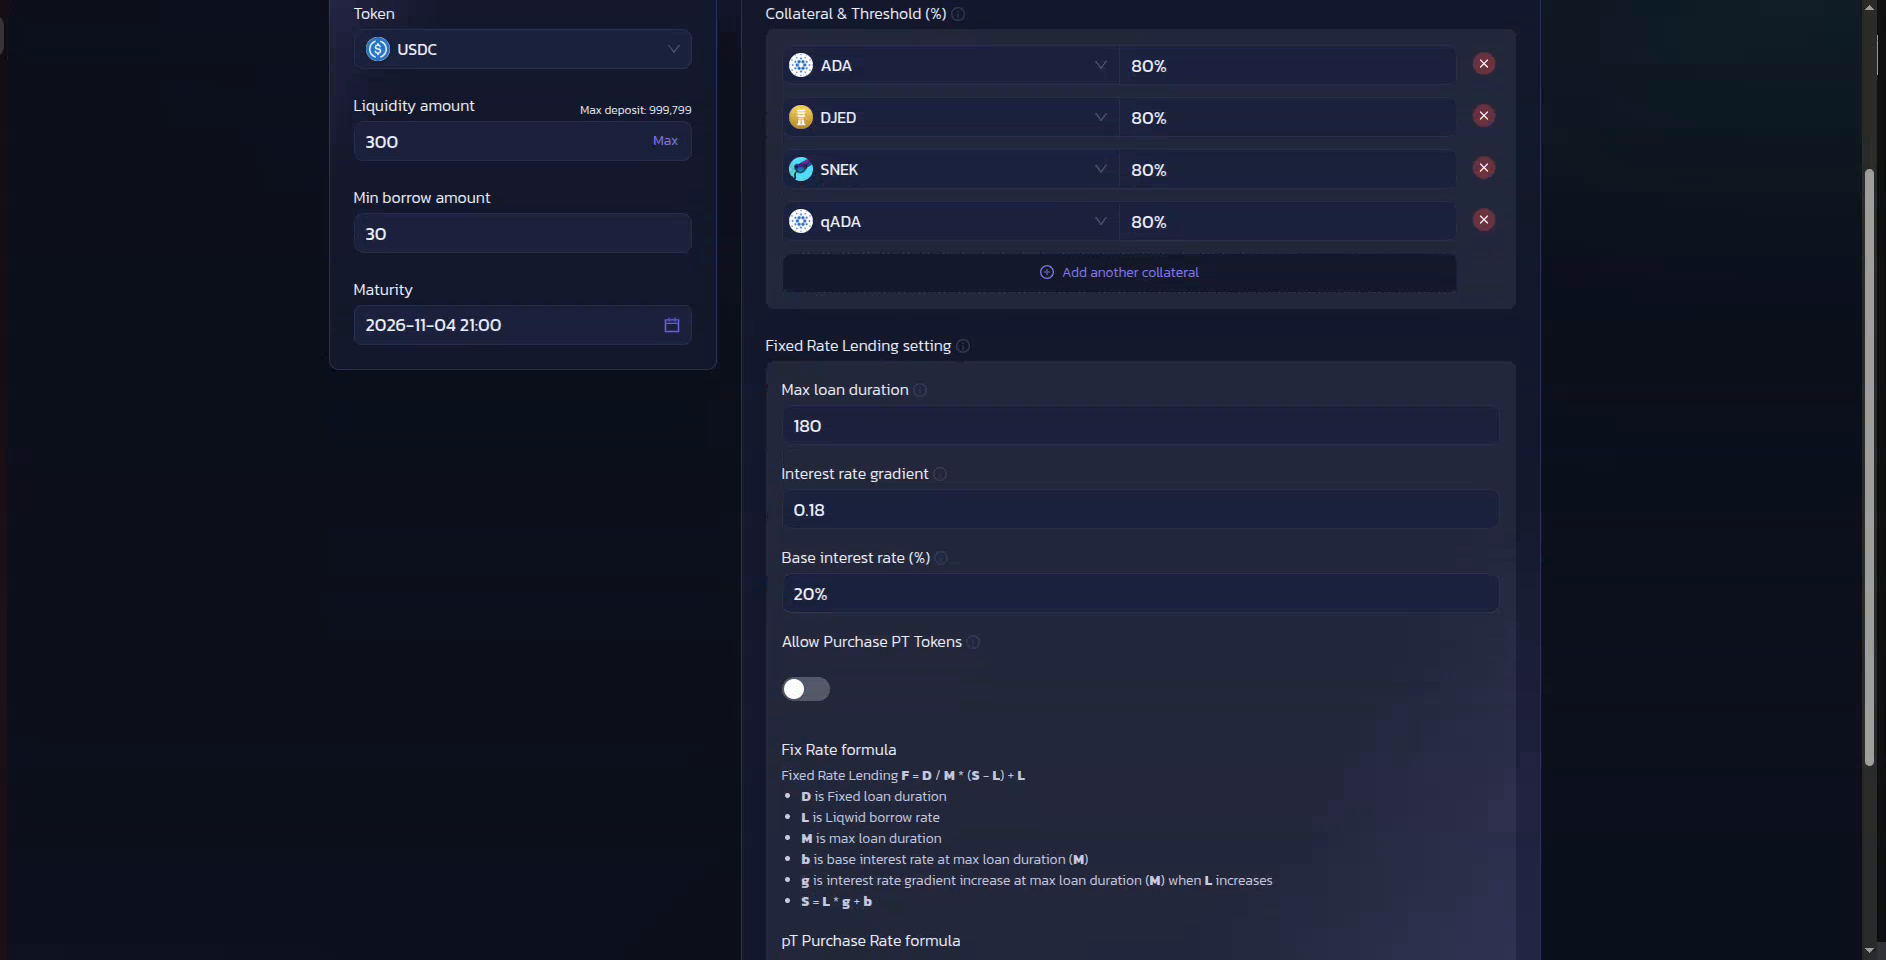 Token
USDC
Liquidity amount
Max deposit: 999,799
300
Max
Min borrow amount
30
Maturity
2026-11-04 21:00
Collateral & Threshold (%)
ADA
80%
DJED
80%
SNEK
80%
qADA
80%
Add another collateral
Fixed Rate Lending setting
Max loan duration
180
Interest rate gradient
0.18
Base interest rate (%)
20%
Allow Purchase PT Tokens
Fix Rate formula
Fixed Rate Lending F = D / M * (S - L) + L
• D is Fixed loan duration
• L is Liqwid borrow rate
• M is max loan duration
• b is base interest rate at max loan duration (M)
• g is interest rate gradient increase at max loan duration (M) when L increases
• S = L * g + b
pT Purchase Rate formula